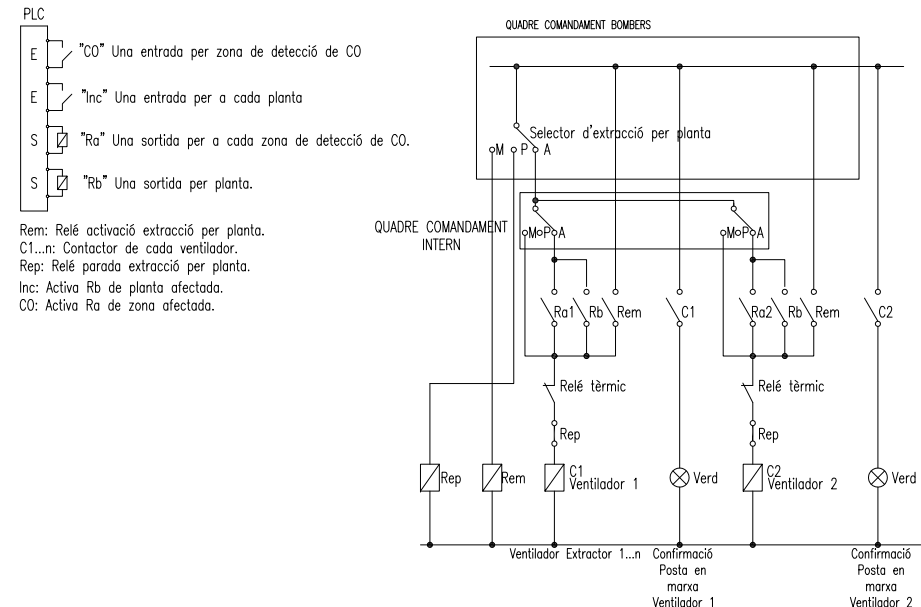 PLC
E
"CO" Una entrada per zona de detecció de CO
E
"Inc" Una entrada per a cada planta
S
"Ra" Una sortida per a cada zona de detecció de CO.
S
"Rb" Una sortida per planta.
Rem: Relé activació extracció per planta.
C1...n: Contactor de cada ventilador.
Rep: Relé parada extracció per planta.
Inc: Activa Rb de planta afectada.
CO: Activa Ra de zona afectada.
QUADRE COMANDAMENT BOMBERS
Selector d'extracció per planta
M P A
QUADRE COMANDAMENT
INTERN
M P A
M P A
Ra1 Rb Rem C1 Ra2 Rb Rem C2
Relé tèrmic
Relé tèrmic
Rep
Rep
Rep
Rem
C1
Ventilador 1
Verd
C2
Ventilador 2
Verd
Ventilador Extractor 1...n
Confirmació
Posta en
marxa
Ventilador 1
Confirmació
Posta en
marxa
Ventilador 2